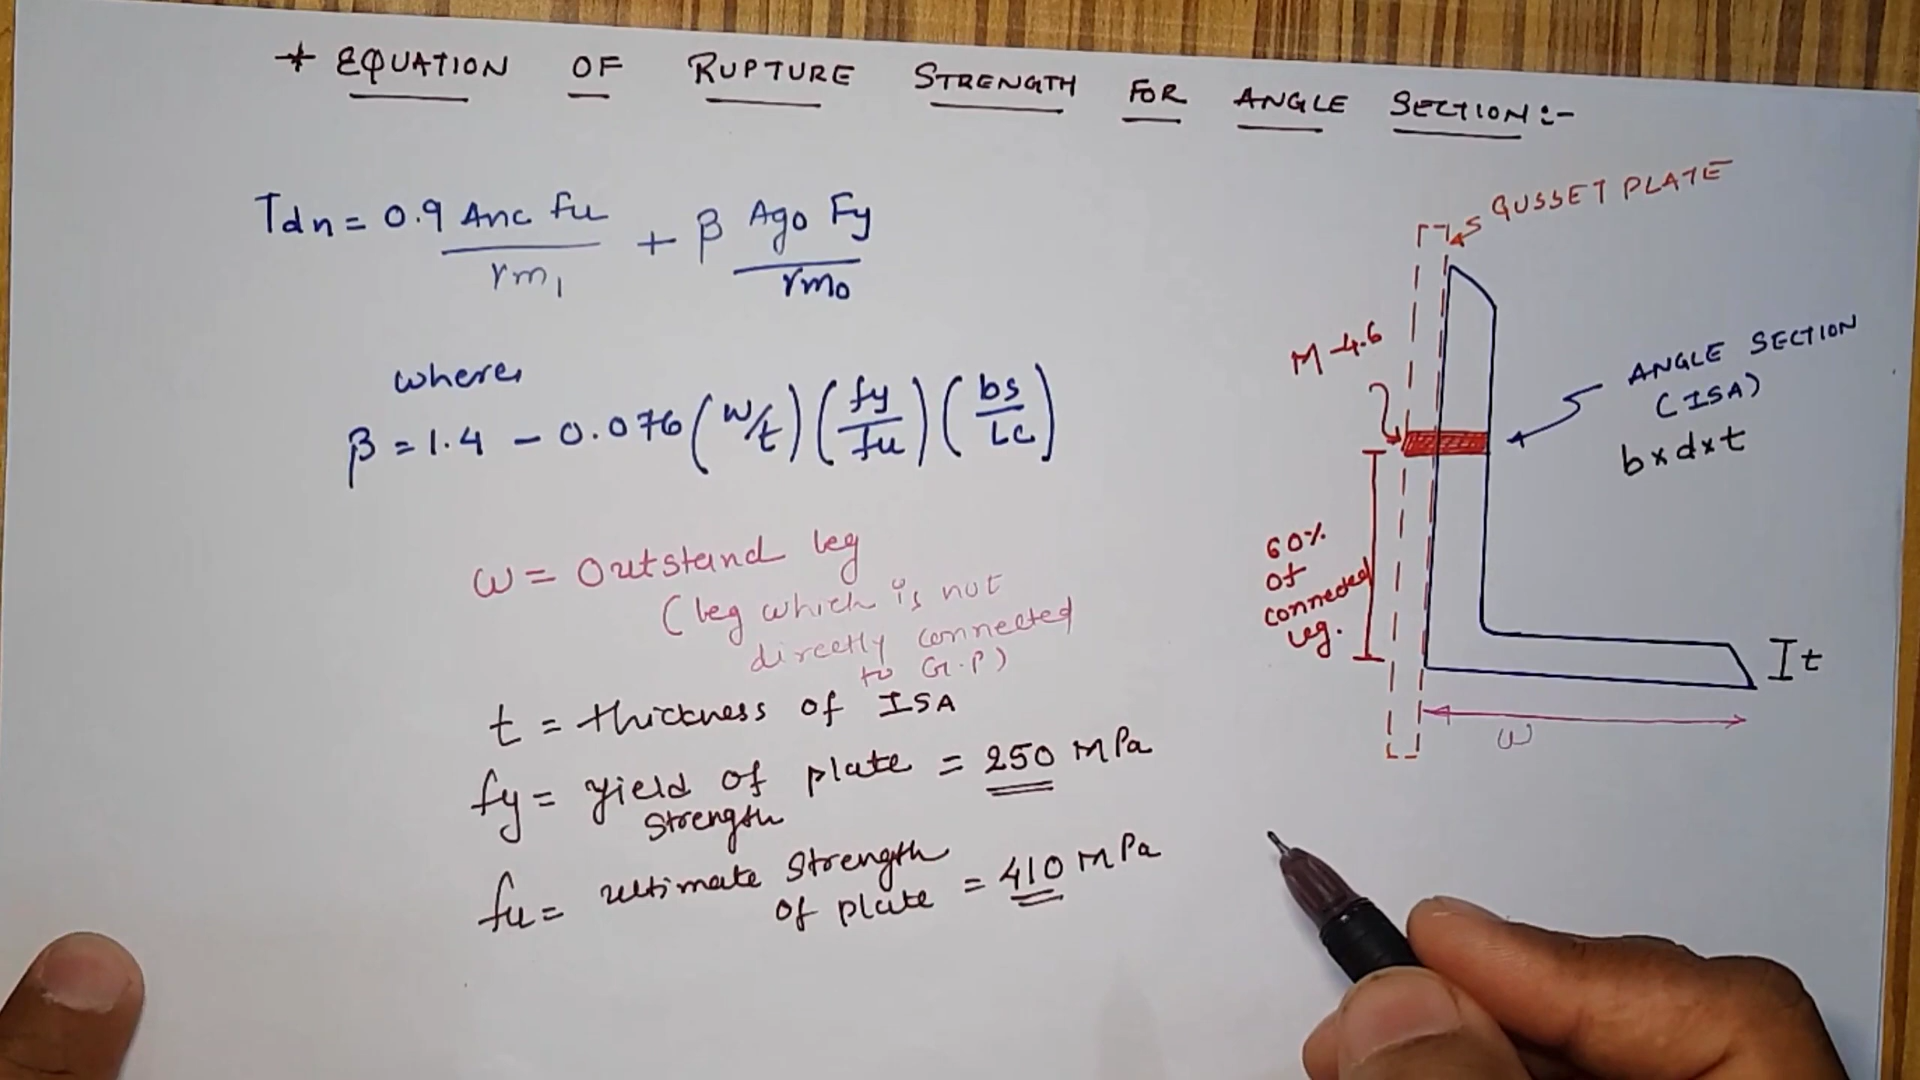 * EQUATION OF RUPTURE STRENGTH FOR ANGLE SECTION :-
Tdn = 0.9 Anc fu / rm1 + β Ago Fy / rm0
where,
β = 1.4 - 0.076 (w/t) (fy/fu) (bs/Lc)
w = Outstand leg
(leg which is not
directly connected
to G.P)
t = thickness of ISA
fy = yield of plate = 250 MPa
strength
fu = ultimate strength
of plate = 410 MPa
GUSSET PLATE
M-4.6
ANGLE SECTION
(ISA)
b x d x t
60%
of
connected
leg.
t
w